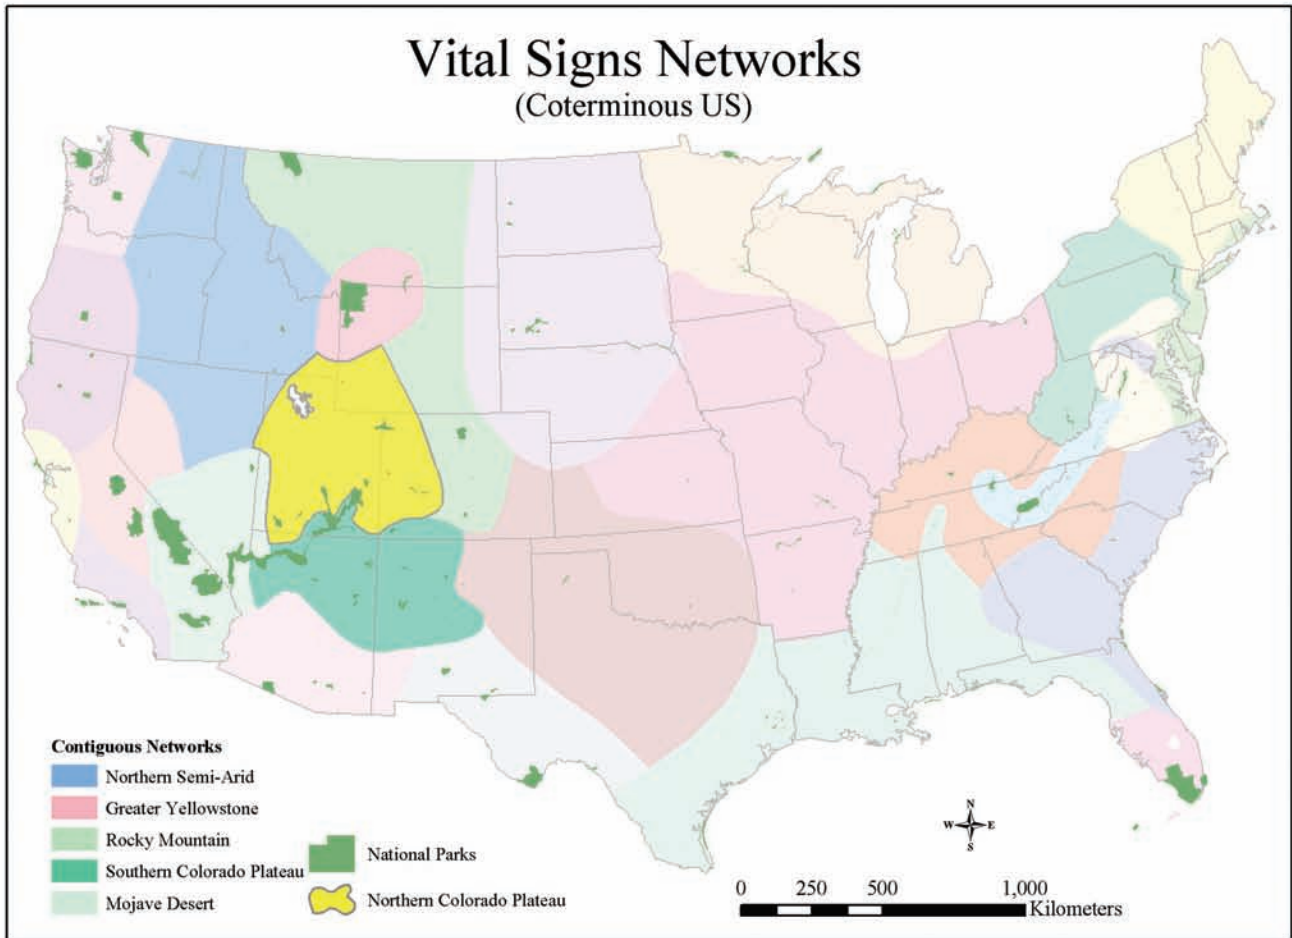 Vital Signs Networks
(Coterminous US)
Contiguous Networks
Northern Semi-Arid
Greater Yellowstone
Rocky Mountain
Southern Colorado Plateau
Mojave Desert
National Parks
Northern Colorado Plateau
N
W E
S
0 250 500 1,000
Kilometers